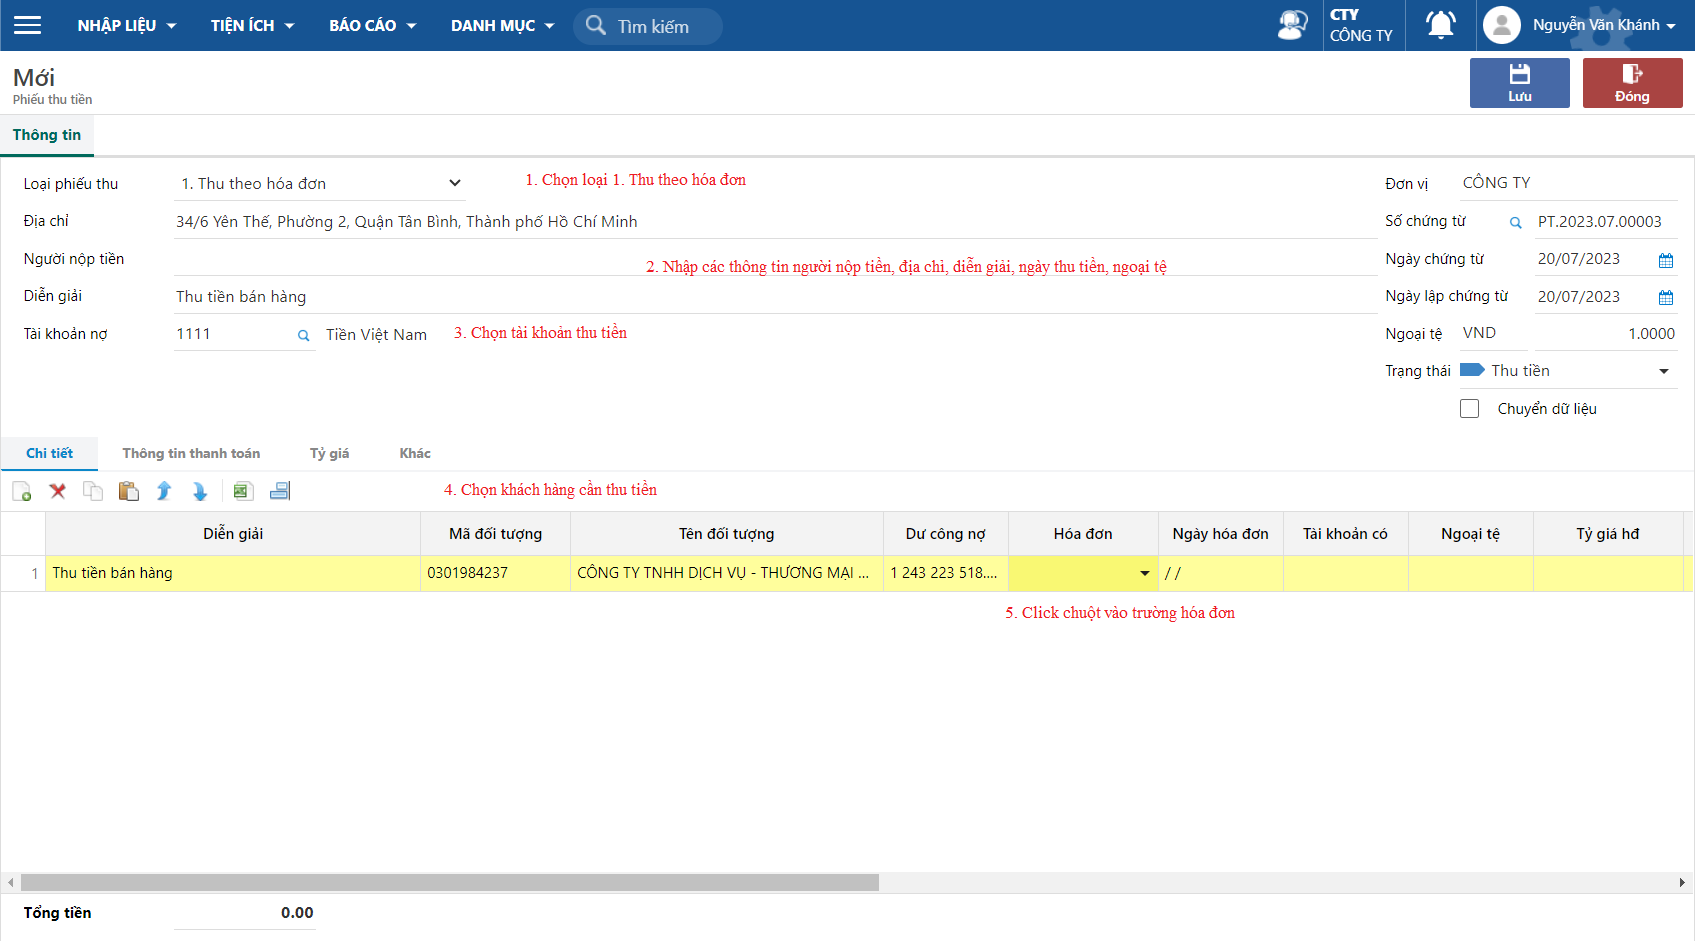 NHẬP LIỆU TIỆN ÍCH BÁO CÁO DANH MỤC Tìm kiếm
CTY
CÔNG TY
Nguyễn Văn Khánh
Mới
Phiếu thu tiền
Lưu
Đóng
Thông tin
Loại phiếu thu 1. Thu theo hóa đơn 1. Chọn loại 1. Thu theo hóa đơn Đơn vị CÔNG TY
Địa chỉ 34/6 Yên Thế, Phường 2, Quận Tân Bình, Thành phố Hồ Chí Minh Số chứng từ PT.2023.07.00003
Người nộp tiền 2. Nhập các thông tin người nộp tiền, địa chỉ, diễn giải, ngày thu tiền, ngoại tệ Ngày chứng từ 20/07/2023
Diễn giải Thu tiền bán hàng Ngày lập chứng từ 20/07/2023
Tài khoản nợ 1111 Tiền Việt Nam 3. Chọn tài khoản thu tiền Ngoại tệ VND 1.0000
Trạng thái Thu tiền
Chuyển dữ liệu
Chi tiết Thông tin thanh toán Tỷ giá Khác
4. Chọn khách hàng cần thu tiền
Diễn giải Mã đối tượng Tên đối tượng Dư công nợ Hóa đơn Ngày hóa đơn Tài khoản có Ngoại tệ Tỷ giá hđ
1 Thu tiền bán hàng 0301984237 CÔNG TY TNHH DỊCH VỤ - THƯƠNG MẠI ... 1 243 223 518.... / /
5. Click chuột vào trường hóa đơn
Tổng tiền 0.00